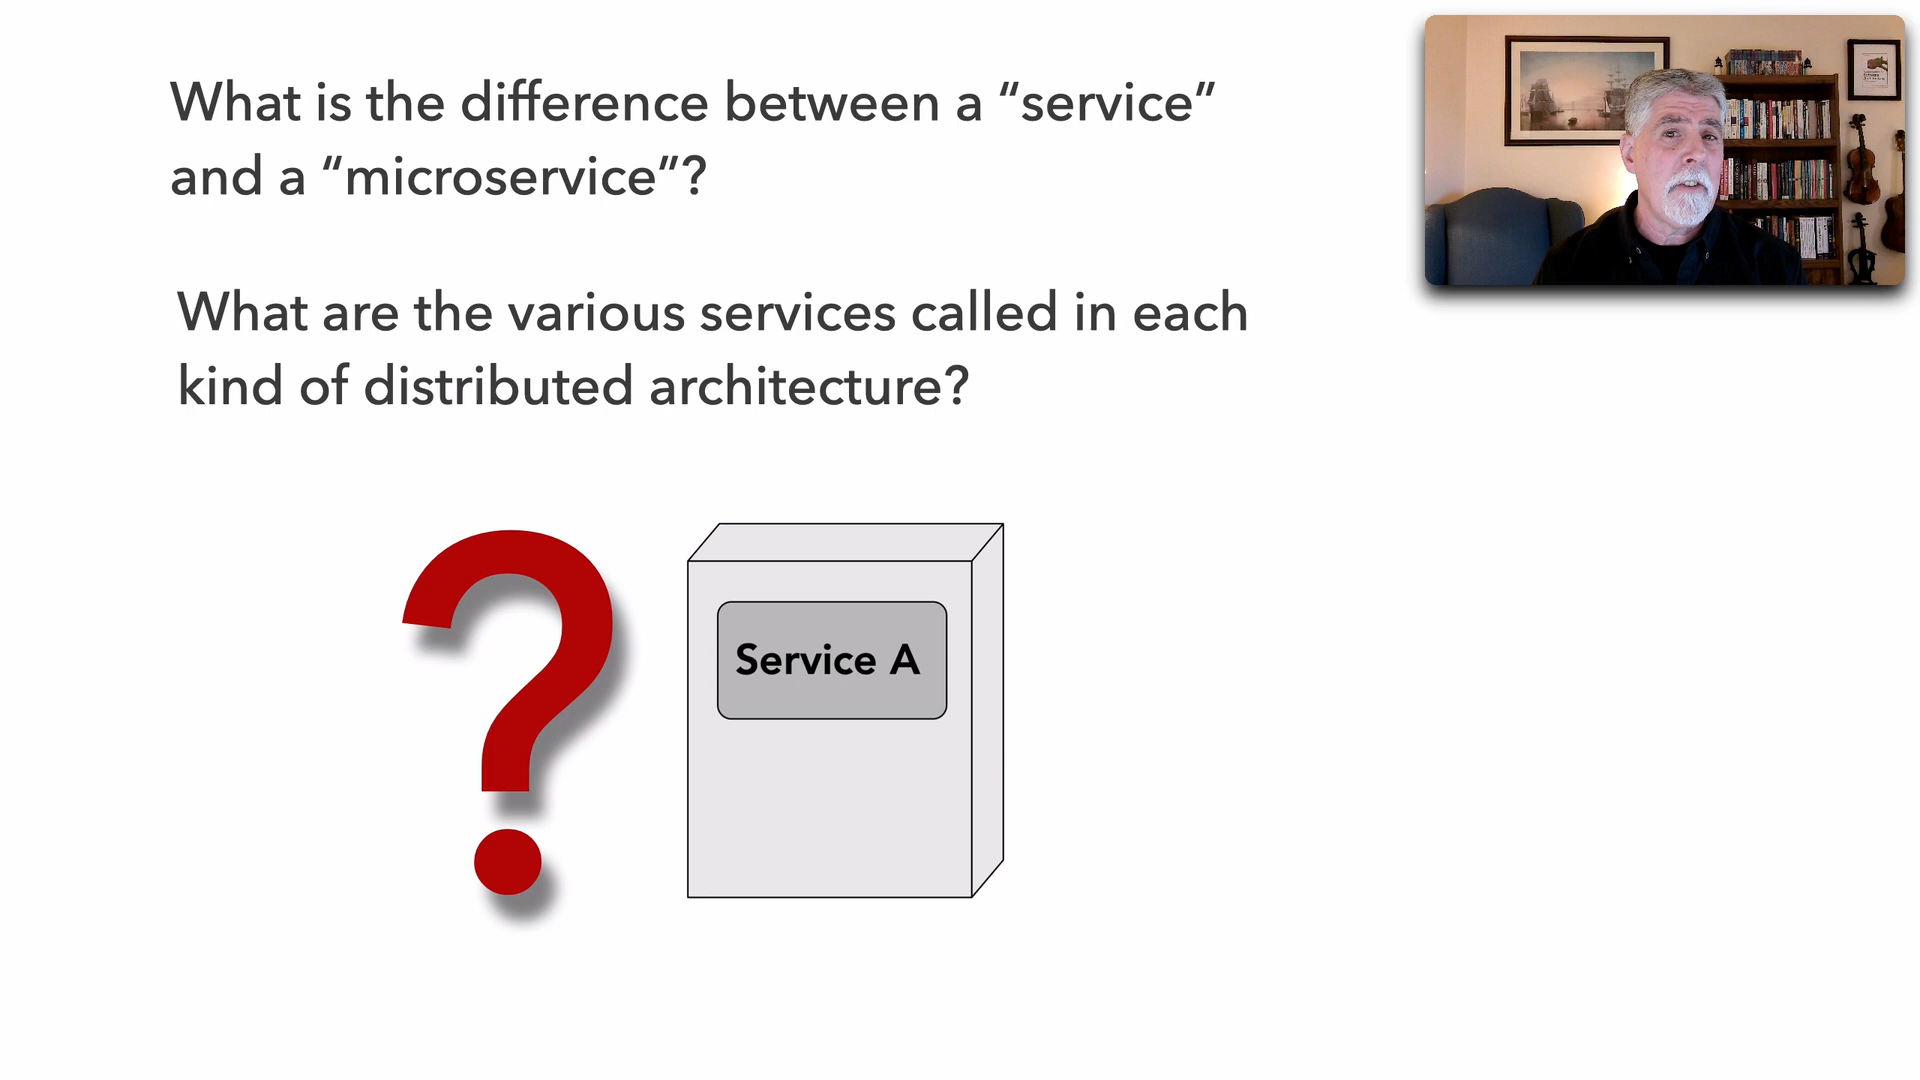 What is the difference between a “service”
and a “microservice”?
What are the various services called in each
kind of distributed architecture?
?
Service A